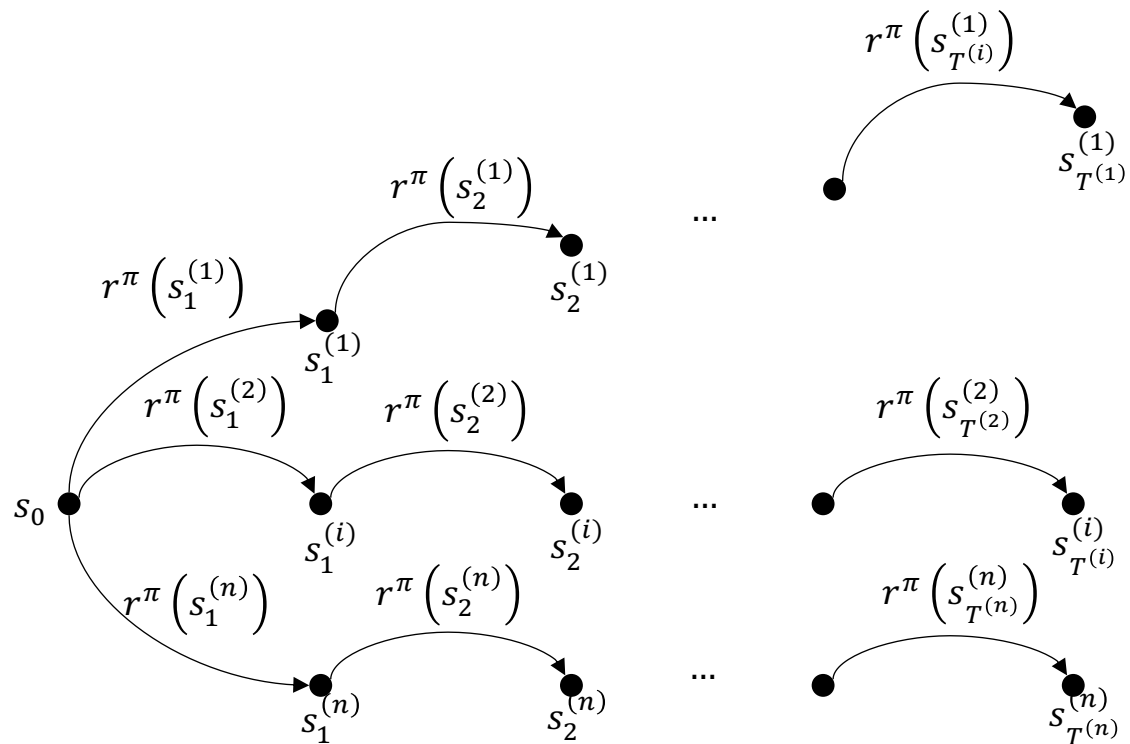 r^π (s_{T^{(i)}}^{(1)})
s_{T^{(1)}}^{(1)}
r^π (s_2^{(1)})
...
s_2^{(1)}
r^π (s_1^{(1)})
s_1^{(1)}
r^π (s_1^{(2)}) r^π (s_2^{(2)}) r^π (s_{T^{(2)}}^{(2)})
s_0 ...
s_1^{(i)} s_2^{(i)} s_{T^{(i)}}^{(i)}
r^π (s_1^{(n)}) r^π (s_2^{(n)}) r^π (s_{T^{(n)}}^{(n)})
...
s_1^{(n)} s_2^{(n)} s_{T^{(n)}}^{(n)}